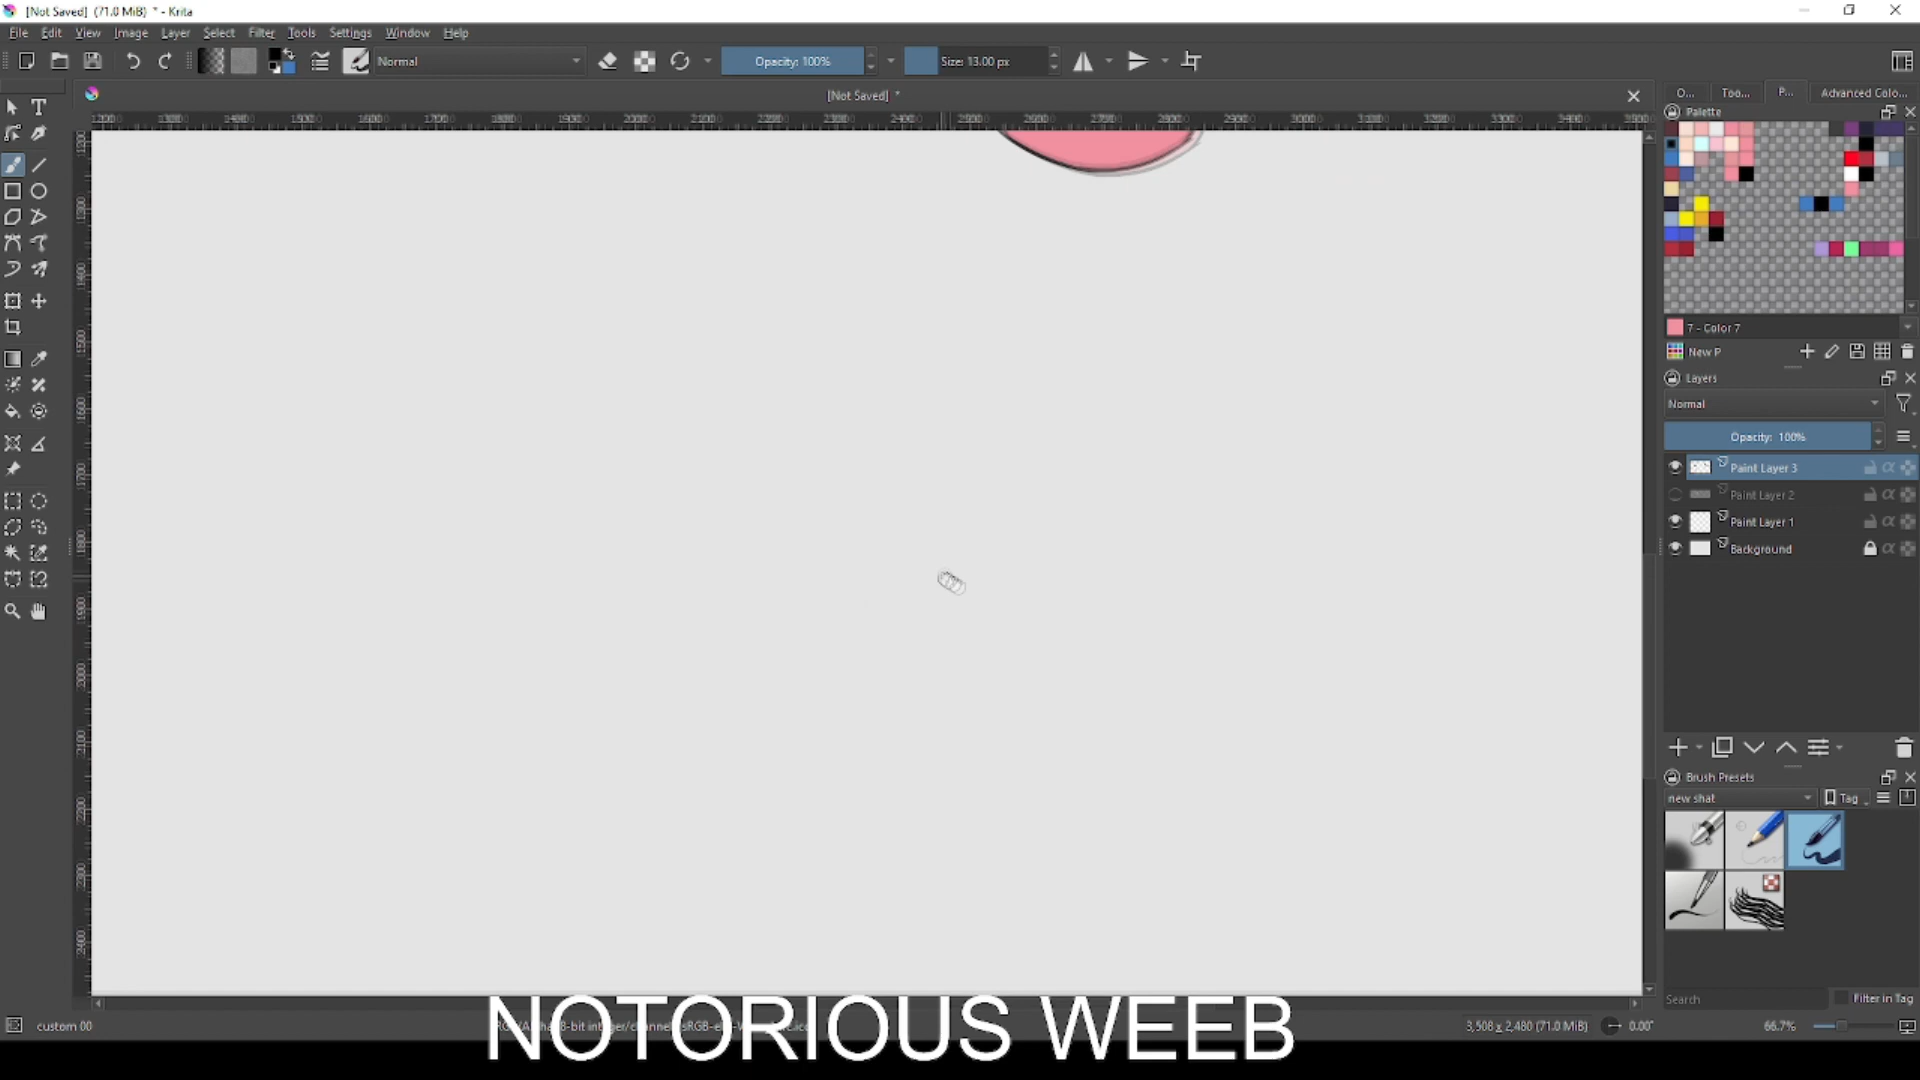 [Not Saved] (71.0 MiB) * - Krita
File Edit View Image Layer Select Filter Tools Settings Window Help
Normal Opacity: 100% Size: 13.00 px
[Not Saved] *
O... Too... P... Advanced Colo...
Palette
7 - Color 7
New P
Layers
Normal
Opacity: 100%
Paint Layer 3
Paint Layer 2
Paint Layer 1
Background
Brush Presets
new shat Tag
Search Filter in Tag
custom 00 3,508 x 2,480 (71.0 MiB) 0.00° 66.7%
NOTORIOUS WEEB